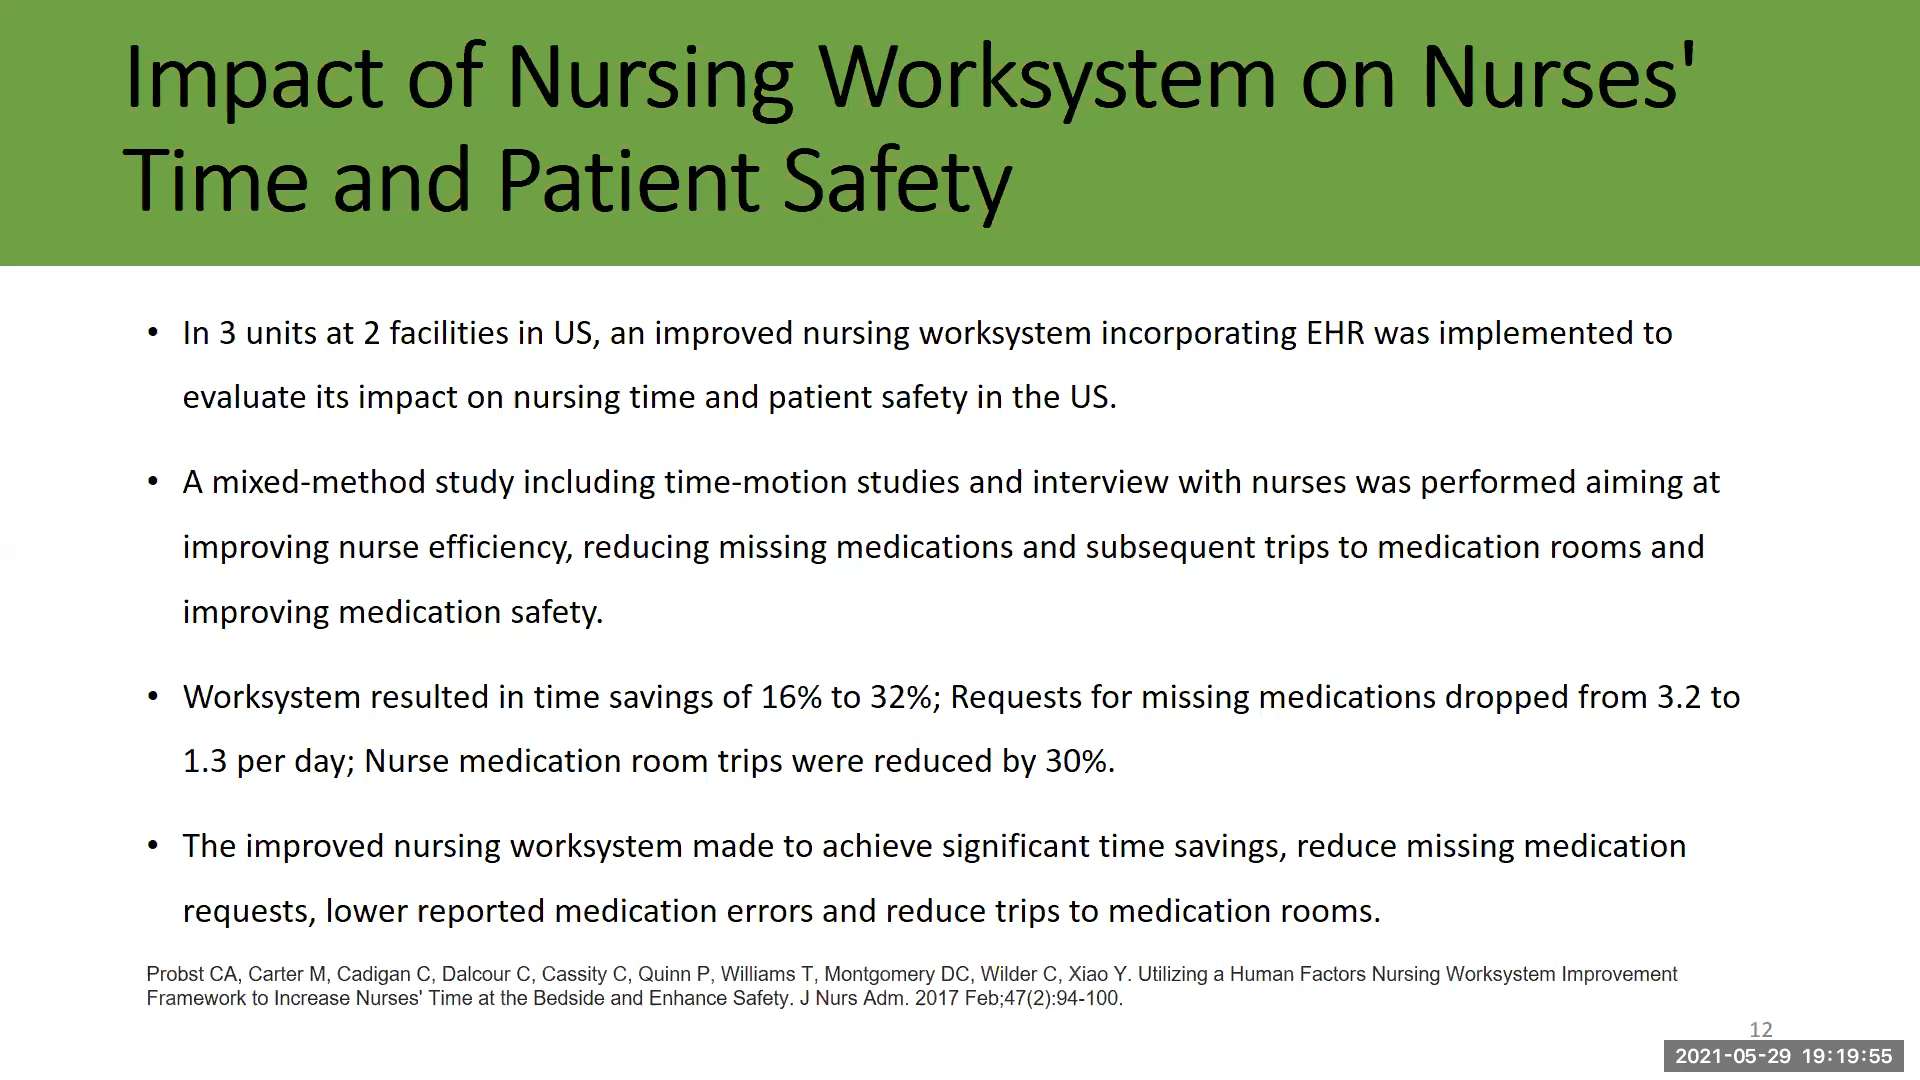 Impact of Nursing Worksystem on Nurses'
Time and Patient Safety
• In 3 units at 2 facilities in US, an improved nursing worksystem incorporating EHR was implemented to
evaluate its impact on nursing time and patient safety in the US.
• A mixed-method study including time-motion studies and interview with nurses was performed aiming at
improving nurse efficiency, reducing missing medications and subsequent trips to medication rooms and
improving medication safety.
• Worksystem resulted in time savings of 16% to 32%; Requests for missing medications dropped from 3.2 to
1.3 per day; Nurse medication room trips were reduced by 30%.
• The improved nursing worksystem made to achieve significant time savings, reduce missing medication
requests, lower reported medication errors and reduce trips to medication rooms.
Probst CA, Carter M, Cadigan C, Dalcour C, Cassity C, Quinn P, Williams T, Montgomery DC, Wilder C, Xiao Y. Utilizing a Human Factors Nursing Worksystem Improvement
Framework to Increase Nurses' Time at the Bedside and Enhance Safety. J Nurs Adm. 2017 Feb;47(2):94-100.
12
2021-05-29 19:19:55